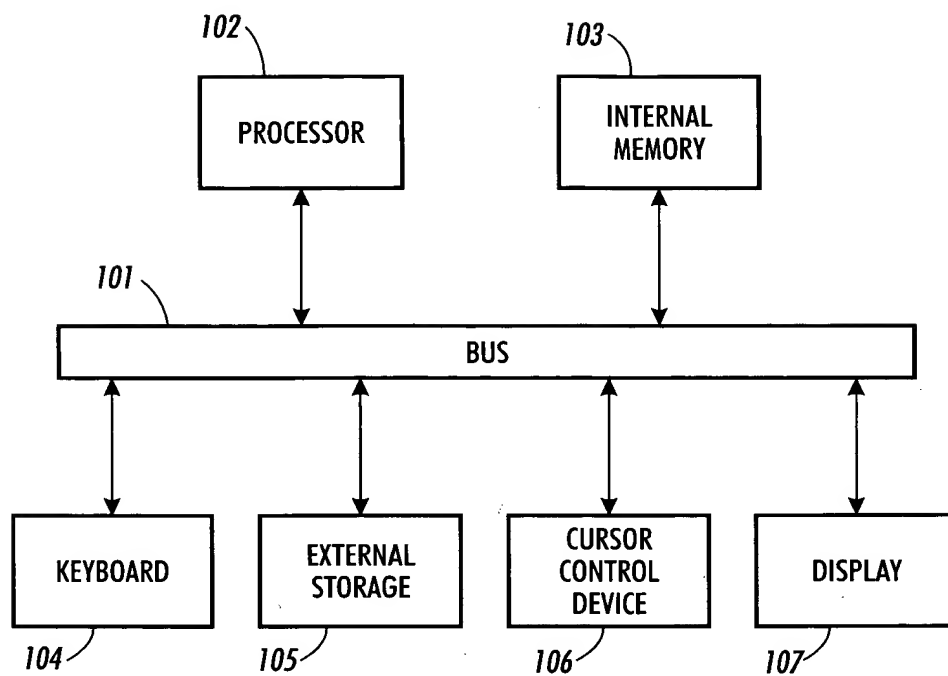 102
103
PROCESSOR
INTERNAL
MEMORY
101
BUS
KEYBOARD
EXTERNAL
STORAGE
CURSOR
CONTROL
DEVICE
DISPLAY
104
105
106
107